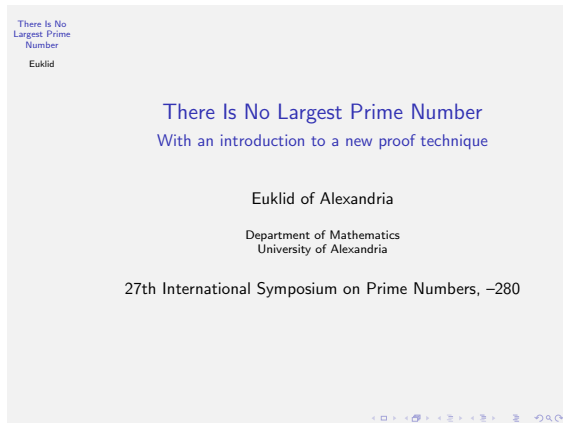 There Is No
Largest Prime
Number
Euklid
There Is No Largest Prime Number
With an introduction to a new proof technique
Euklid of Alexandria
Department of Mathematics
University of Alexandria
27th International Symposium on Prime Numbers, –280